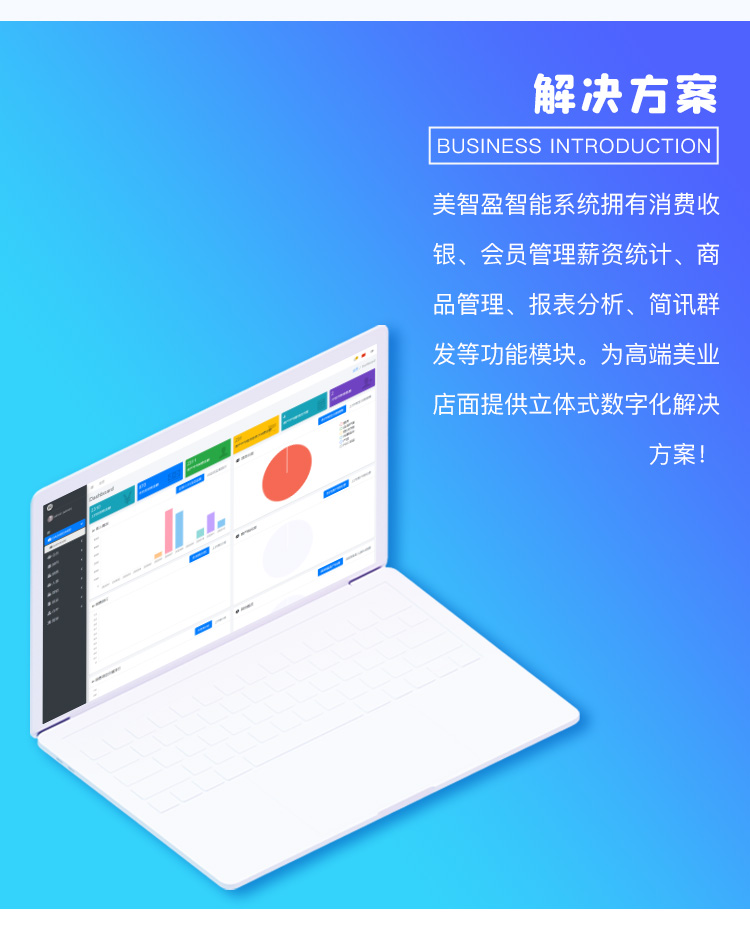 解决方案
BUSINESS INTRODUCTION
美智盈智能系统拥有消费收
银、会员管理薪资统计、商
品管理、报表分析、简讯群
发等功能模块。为高端美业
店面提供立体式数字化解决
方案！
Dashboard